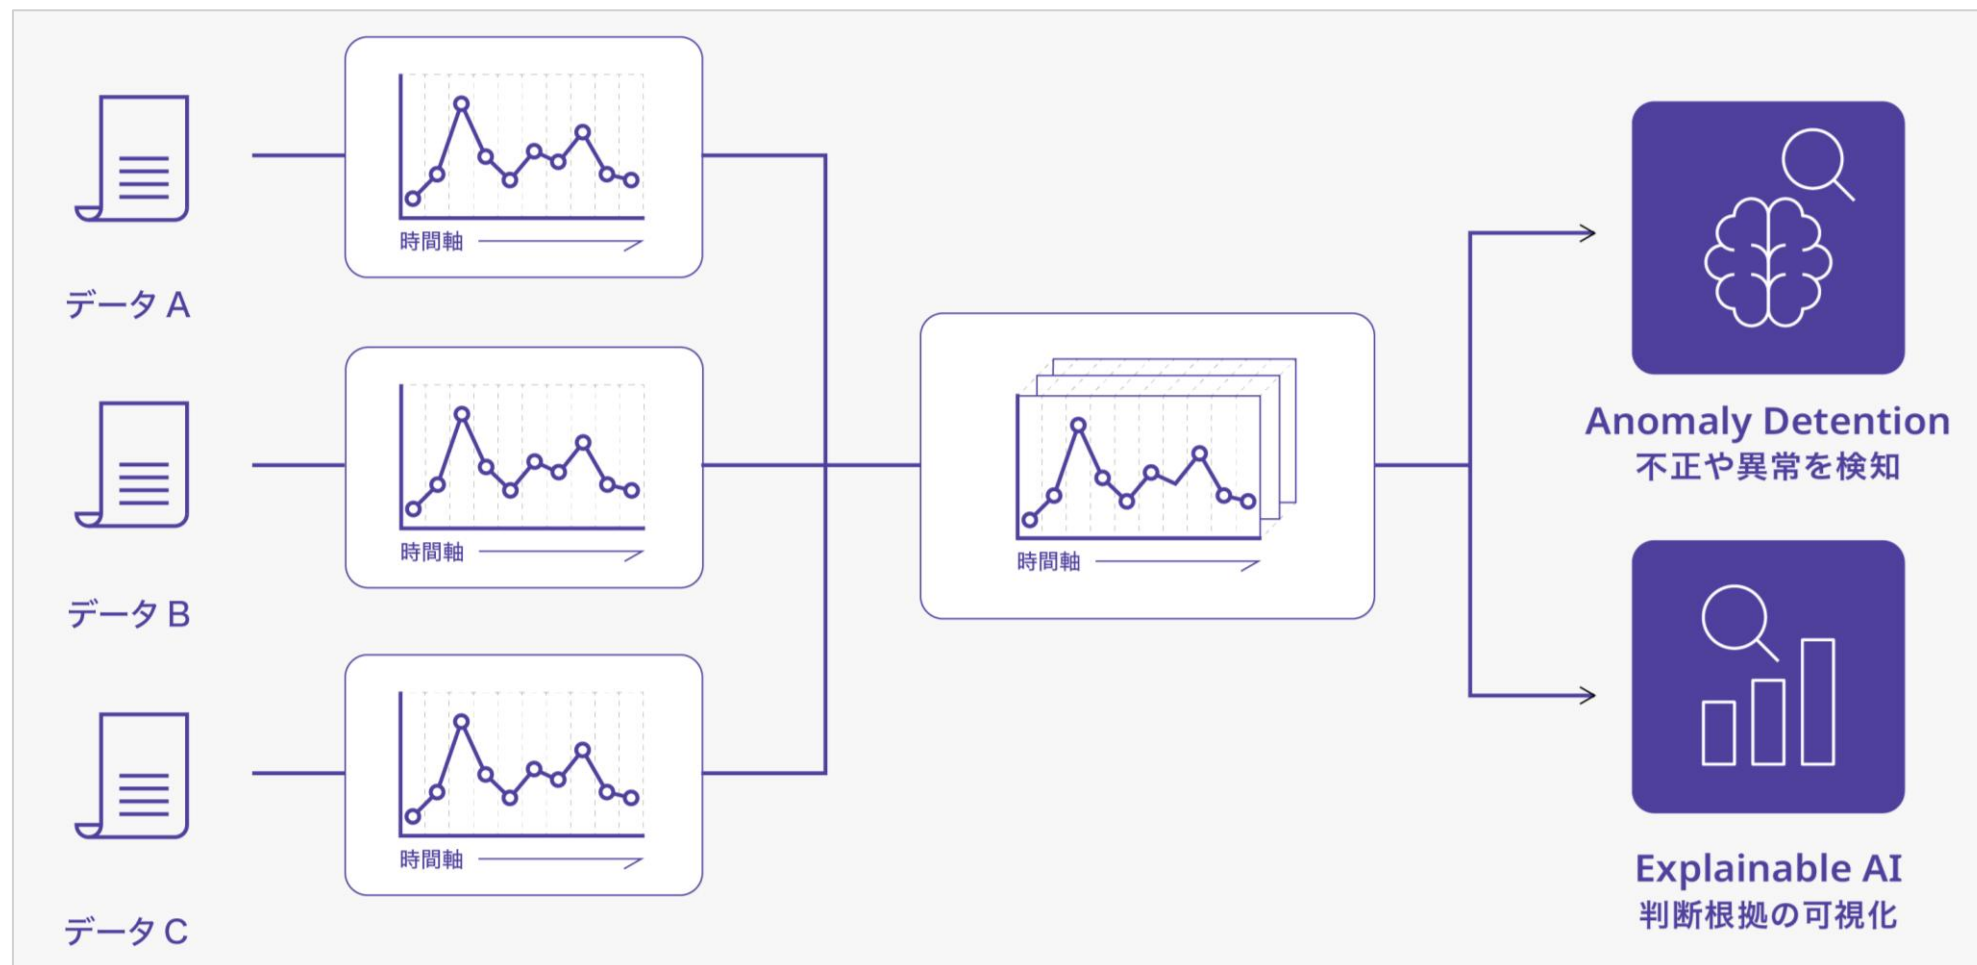 時間軸
データ A
時間軸
データ B
時間軸
データ C
時間軸
Anomaly Detention
不正や異常を検知
Explainable AI
判断根拠の可視化